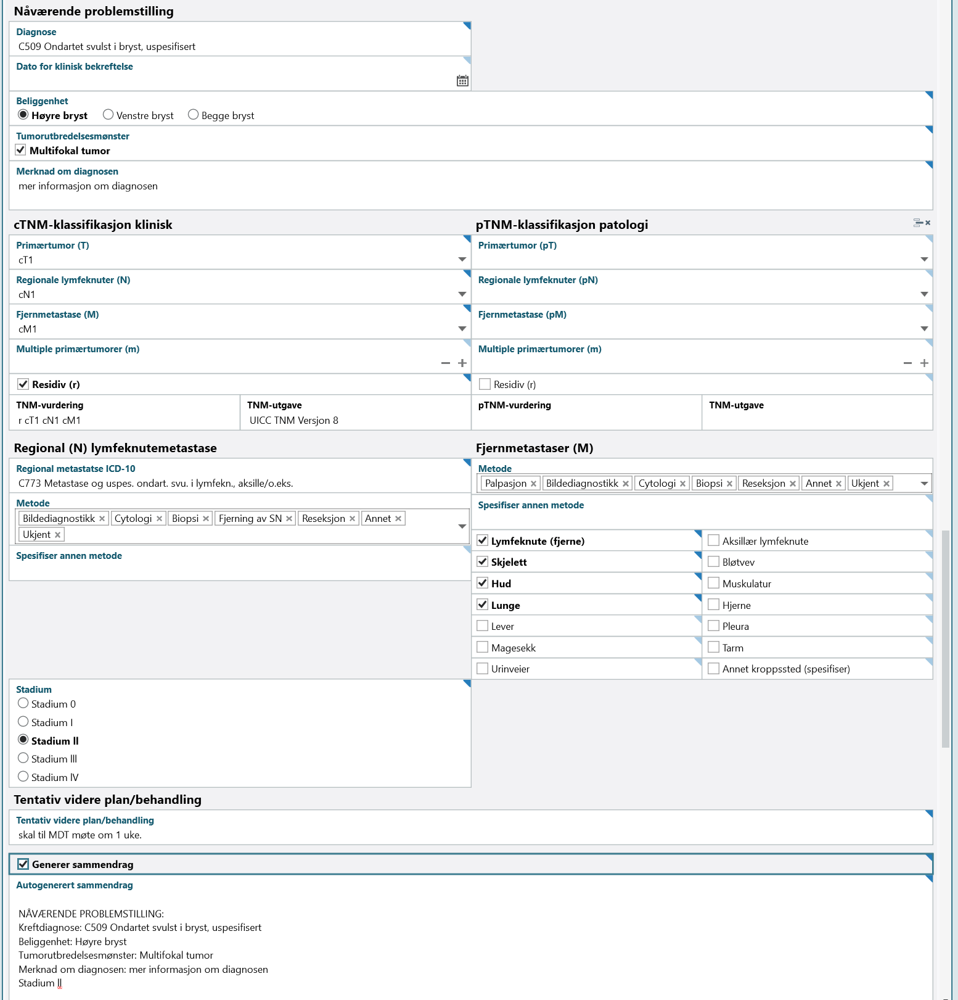 Nåværende problemstilling
Diagnose
C509 Ondartet svulst i bryst, uspesifisert
Dato for klinisk bekreftelse
Beliggenhet
Høyre bryst Venstre bryst Begge bryst
Tumorutbredelsesmønster
Multifokal tumor
Merknad om diagnosen
mer informasjon om diagnosen
cTNM-klassifikasjon klinisk
Primærtumor (T)
cT1
Regionale lymfeknuter (N)
cN1
Fjernmetastase (M)
cM1
Multiple primærtumorer (m)
Residiv (r)
TNM-vurdering
r cT1 cN1 cM1
TNM-utgave
UICC TNM Versjon 8
pTNM-klassifikasjon patologi
Primærtumor (pT)
Regionale lymfeknuter (pN)
Fjernmetastase (pM)
Multiple primærtumorer (m)
Residiv (r)
pTNM-vurdering
TNM-utgave
Regional (N) lymfeknutemetastase
Regional metastatse ICD-10
C773 Metastase og uspes. ondart. svu. i lymfekn., aksille/o.eks.
Metode
Bildediagnostikk Cytologi Biopsi Fjerning av SN Reseksjon Annet
Ukjent
Spesifiser annen metode
Fjernmetastaser (M)
Metode
Palpasjon Bildediagnostikk Cytologi Biopsi Reseksjon Annet Ukjent
Spesifiser annen metode
Lymfeknute (fjerne) Aksillær lymfeknute
Skjelett Bløtvev
Hud Muskulatur
Lunge Hjerne
Lever Pleura
Magesekk Tarm
Urinveier Annet kroppssted (spesifiser)
Stadium
Stadium 0
Stadium I
Stadium ll
Stadium lll
Stadium lV
Tentativ videre plan/behandling
Tentativ videre plan/behandling
skal til MDT møte om 1 uke.
Generer sammendrag
Autogenerert sammendrag
NÅVÆRENDE PROBLEMSTILLING:
Kreftdiagnose: C509 Ondartet svulst i bryst, uspesifisert
Beliggenhet: Høyre bryst
Tumorutbredelsesmønster: Multifokal tumor
Merknad om diagnosen: mer informasjon om diagnosen
Stadium ll